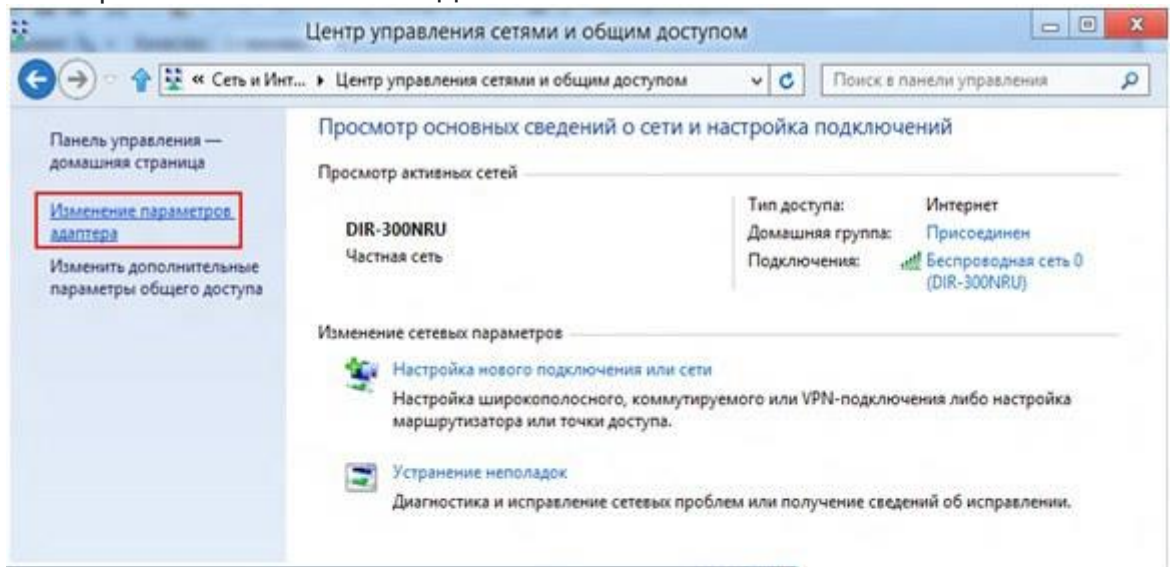 Центр управления сетями и общим доступом
« Сеть и Инт... ▸ Центр управления сетями и общим доступом
Поиск в панели управления
Панель управления —
домашняя страница
Изменение параметров
адаптера
Изменить дополнительные
параметры общего доступа
Просмотр основных сведений о сети и настройка подключений
Просмотр активных сетей
DIR-300NRU
Частная сеть
Тип доступа: Интернет
Домашняя группа: Присоединен
Подключения: Беспроводная сеть 0
(DIR-300NRU)
Изменение сетевых параметров
Настройка нового подключения или сети
Настройка широкополосного, коммутируемого или VPN-подключения либо настройка
маршрутизатора или точки доступа.
Устранение неполадок
Диагностика и исправление сетевых проблем или получение сведений об исправлении.